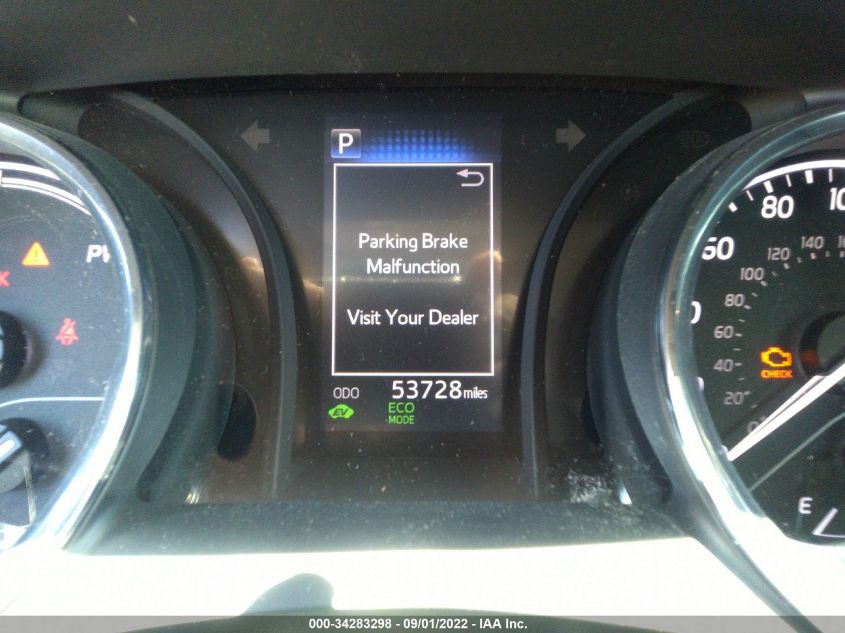 P
Parking Brake
Malfunction
Visit Your Dealer
ODO 53728 miles
EV ECO
MODE
80
100 120 140
80
60
40
20
0
CHECK
E
000-34283298 - 09/01/2022 - IAA Inc.